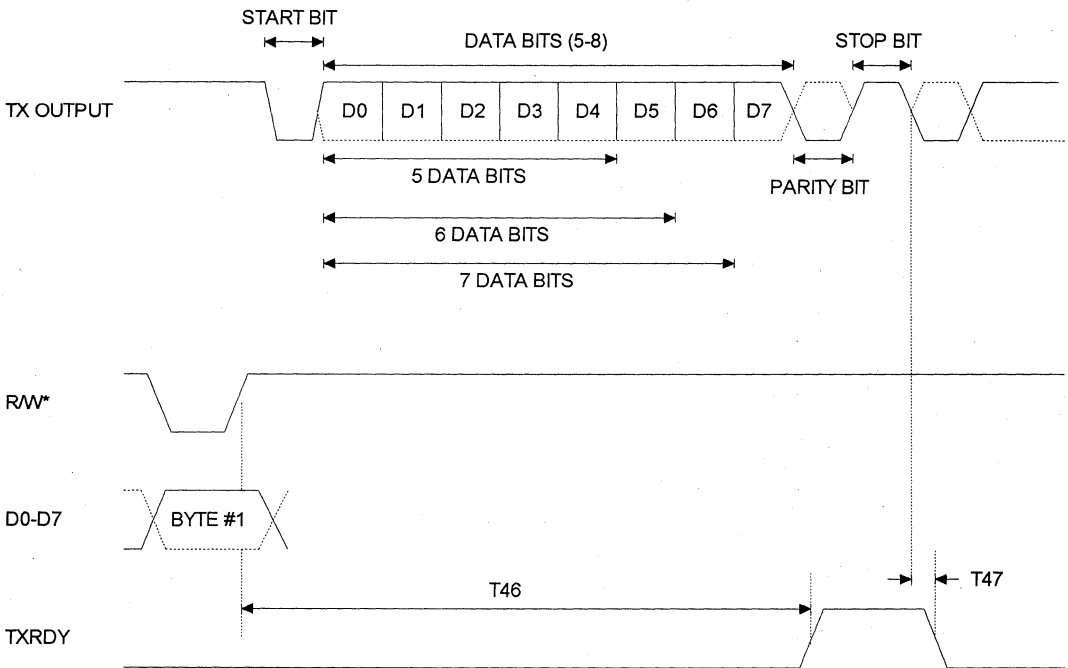 START BIT
DATA BITS (5-8)
STOP BIT
TX OUTPUT
D0 D1 D2 D3 D4 D5 D6 D7
5 DATA BITS
PARITY BIT
6 DATA BITS
7 DATA BITS
R/W*
D0-D7
BYTE #1
T46
T47
TXRDY